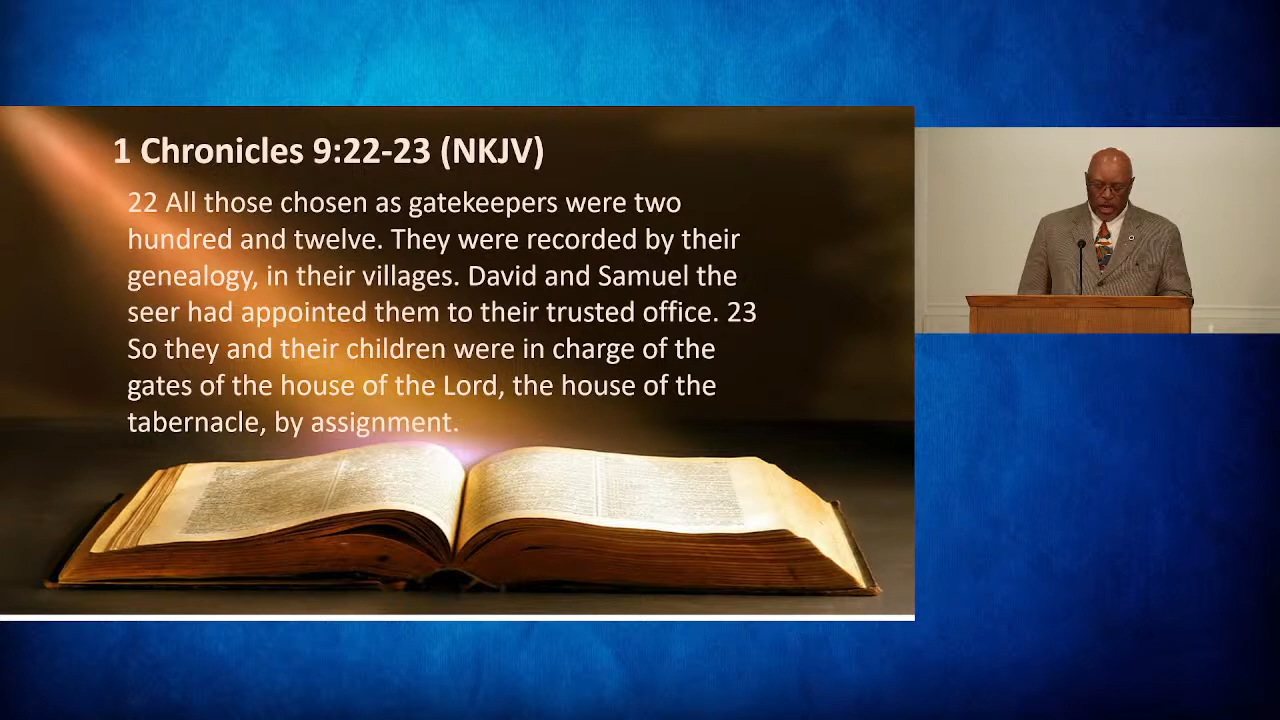 1 Chronicles 9:22-23 (NKJV)
22 All those chosen as gatekeepers were two
hundred and twelve. They were recorded by their
genealogy, in their villages. David and Samuel the
seer had appointed them to their trusted office. 23
So they and their children were in charge of the
gates of the house of the Lord, the house of the
tabernacle, by assignment.